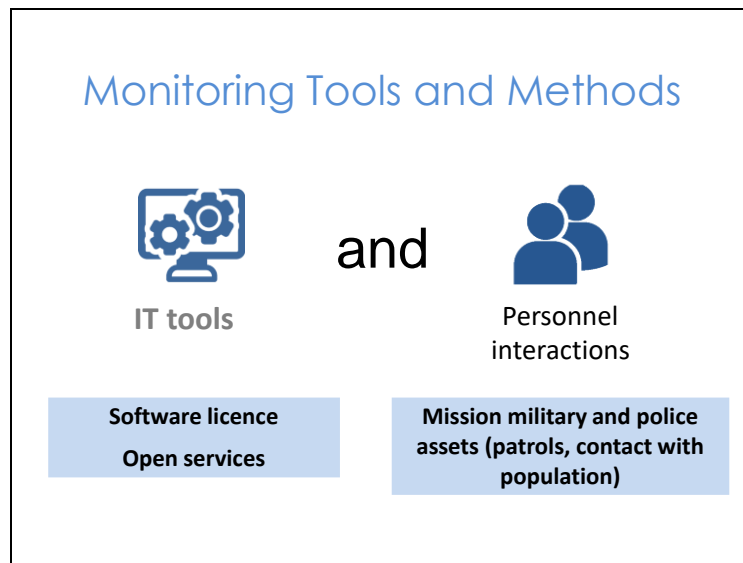 Monitoring Tools and Methods
and
IT tools
Personnel
interactions
Software licence
Open services
Mission military and police
assets (patrols, contact with
population)